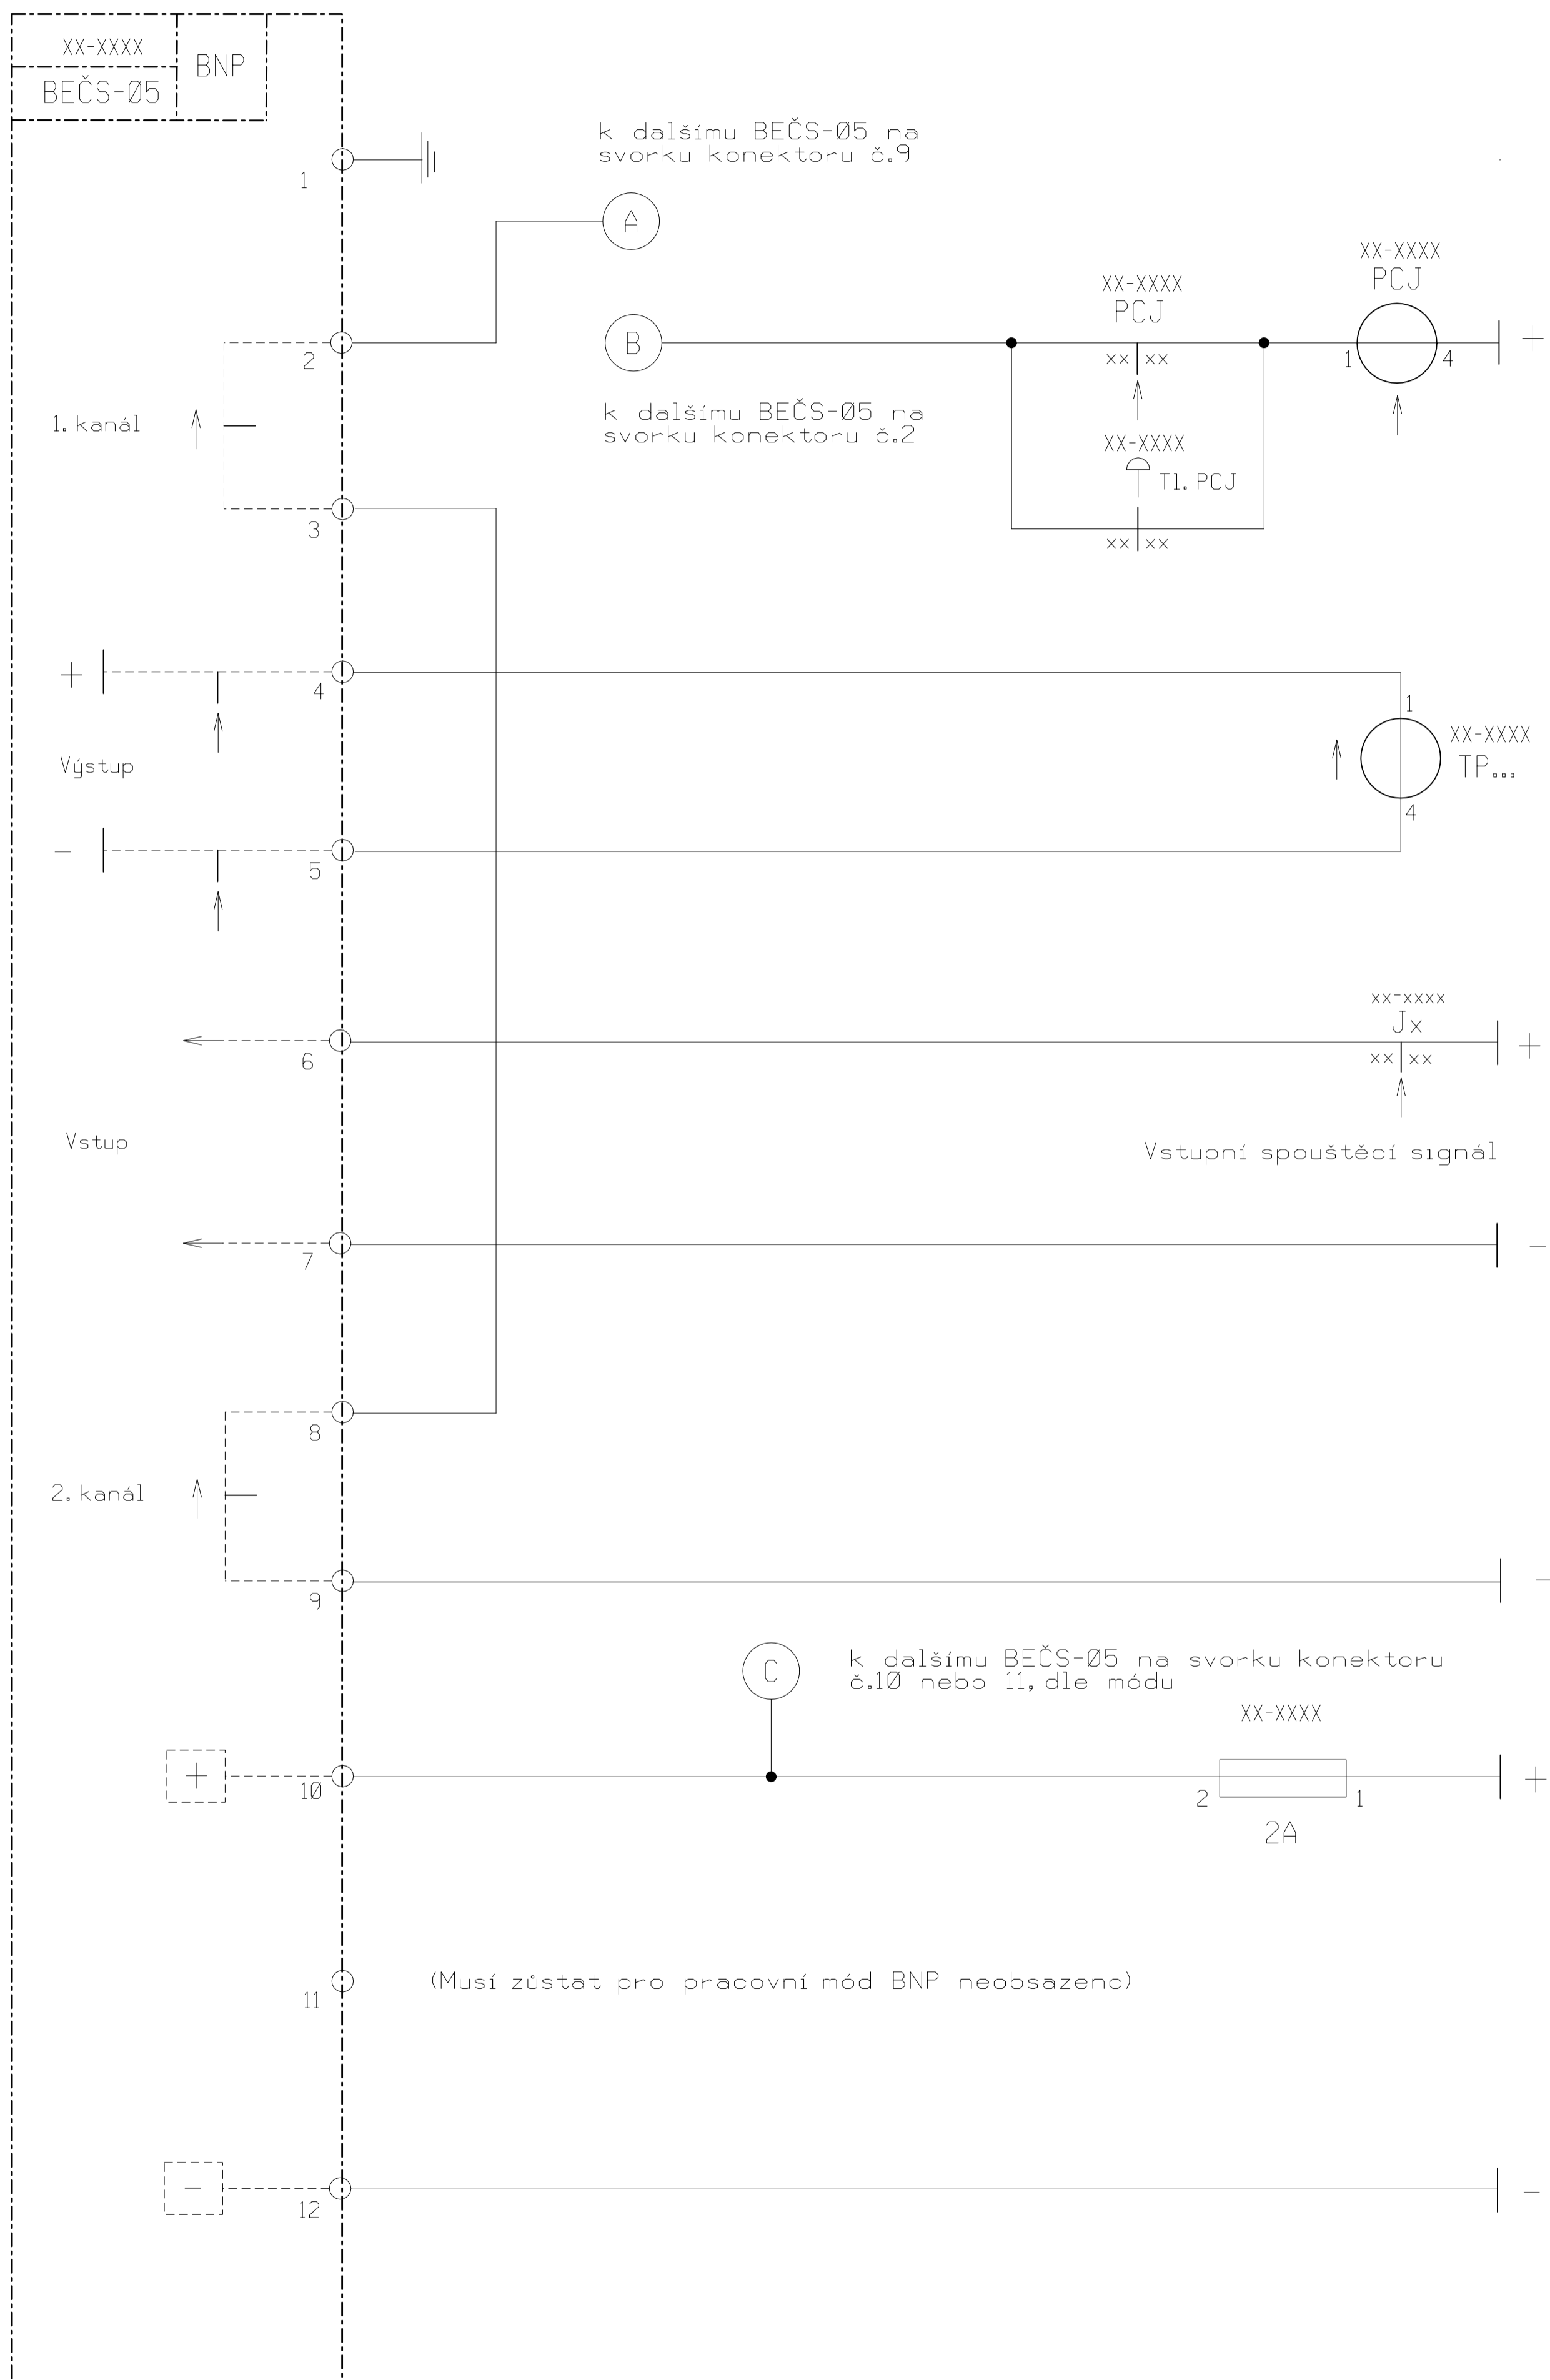 XX-XXXX
BNP
BEČS-Ø5
k dalšímu BEČS-Ø5 na
svorku konektoru č.9
1
A
XX-XXXX
PCJ
XX-XXXX
PCJ
B
2
xx xx
1
4
+
1. kanál
k dalšímu BEČS-Ø5 na
svorku konektoru č.2
XX-XXXX
Tl. PCJ
3
xx xx
+
4
1
XX-XXXX
TP...
Výstup
4
-
5
xx-xxxx
Jx
6
xx xx
+
Vstup
Vstupní spouštěcí signál
7
-
8
2. kanál
9
-
C
k dalšímu BEČS-Ø5 na svorku konektoru
č.1Ø nebo 11, dle módu
XX-XXXX
+
1Ø
2
1
+
2A
11
(Musí zůstat pro pracovní mód BNP neobsazeno)
-
12
-